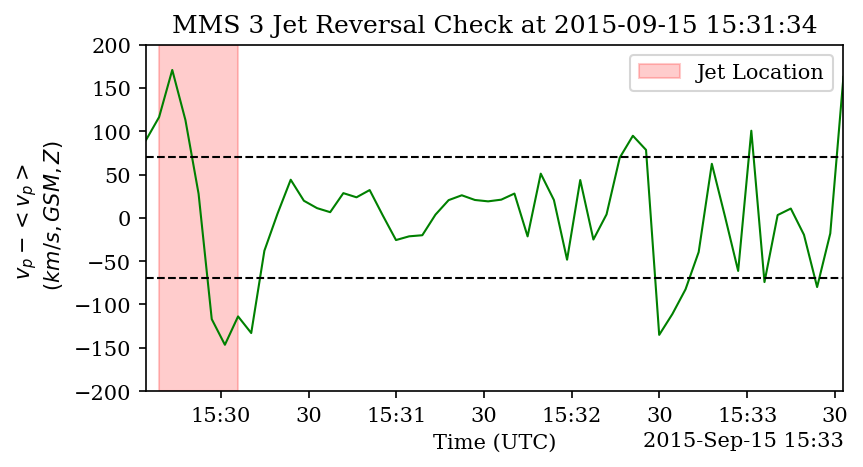 MMS 3 Jet Reversal Check at 2015-09-15 15:31:34
Jet Location
v_p − < v_p >
(km/s, GSM, Z)
200
150
100
50
0
−50
−100
−150
−200
15:30
30
15:31
30
15:32
30
15:33
30
Time (UTC)
2015-Sep-15 15:33